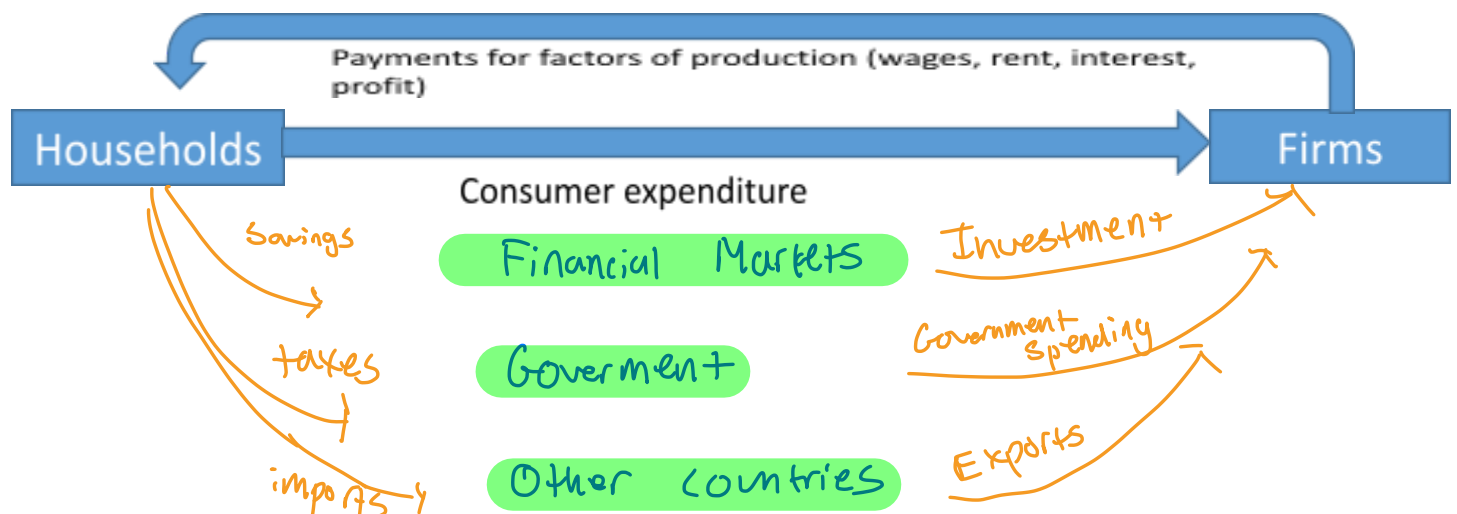 Payments for factors of production (wages, rent, interest,
profit)
Households
Firms
Consumer expenditure
Savings
Financial Markets
Investment
taxes
Goverment
Government
Spending
imports
Other countries
Exports